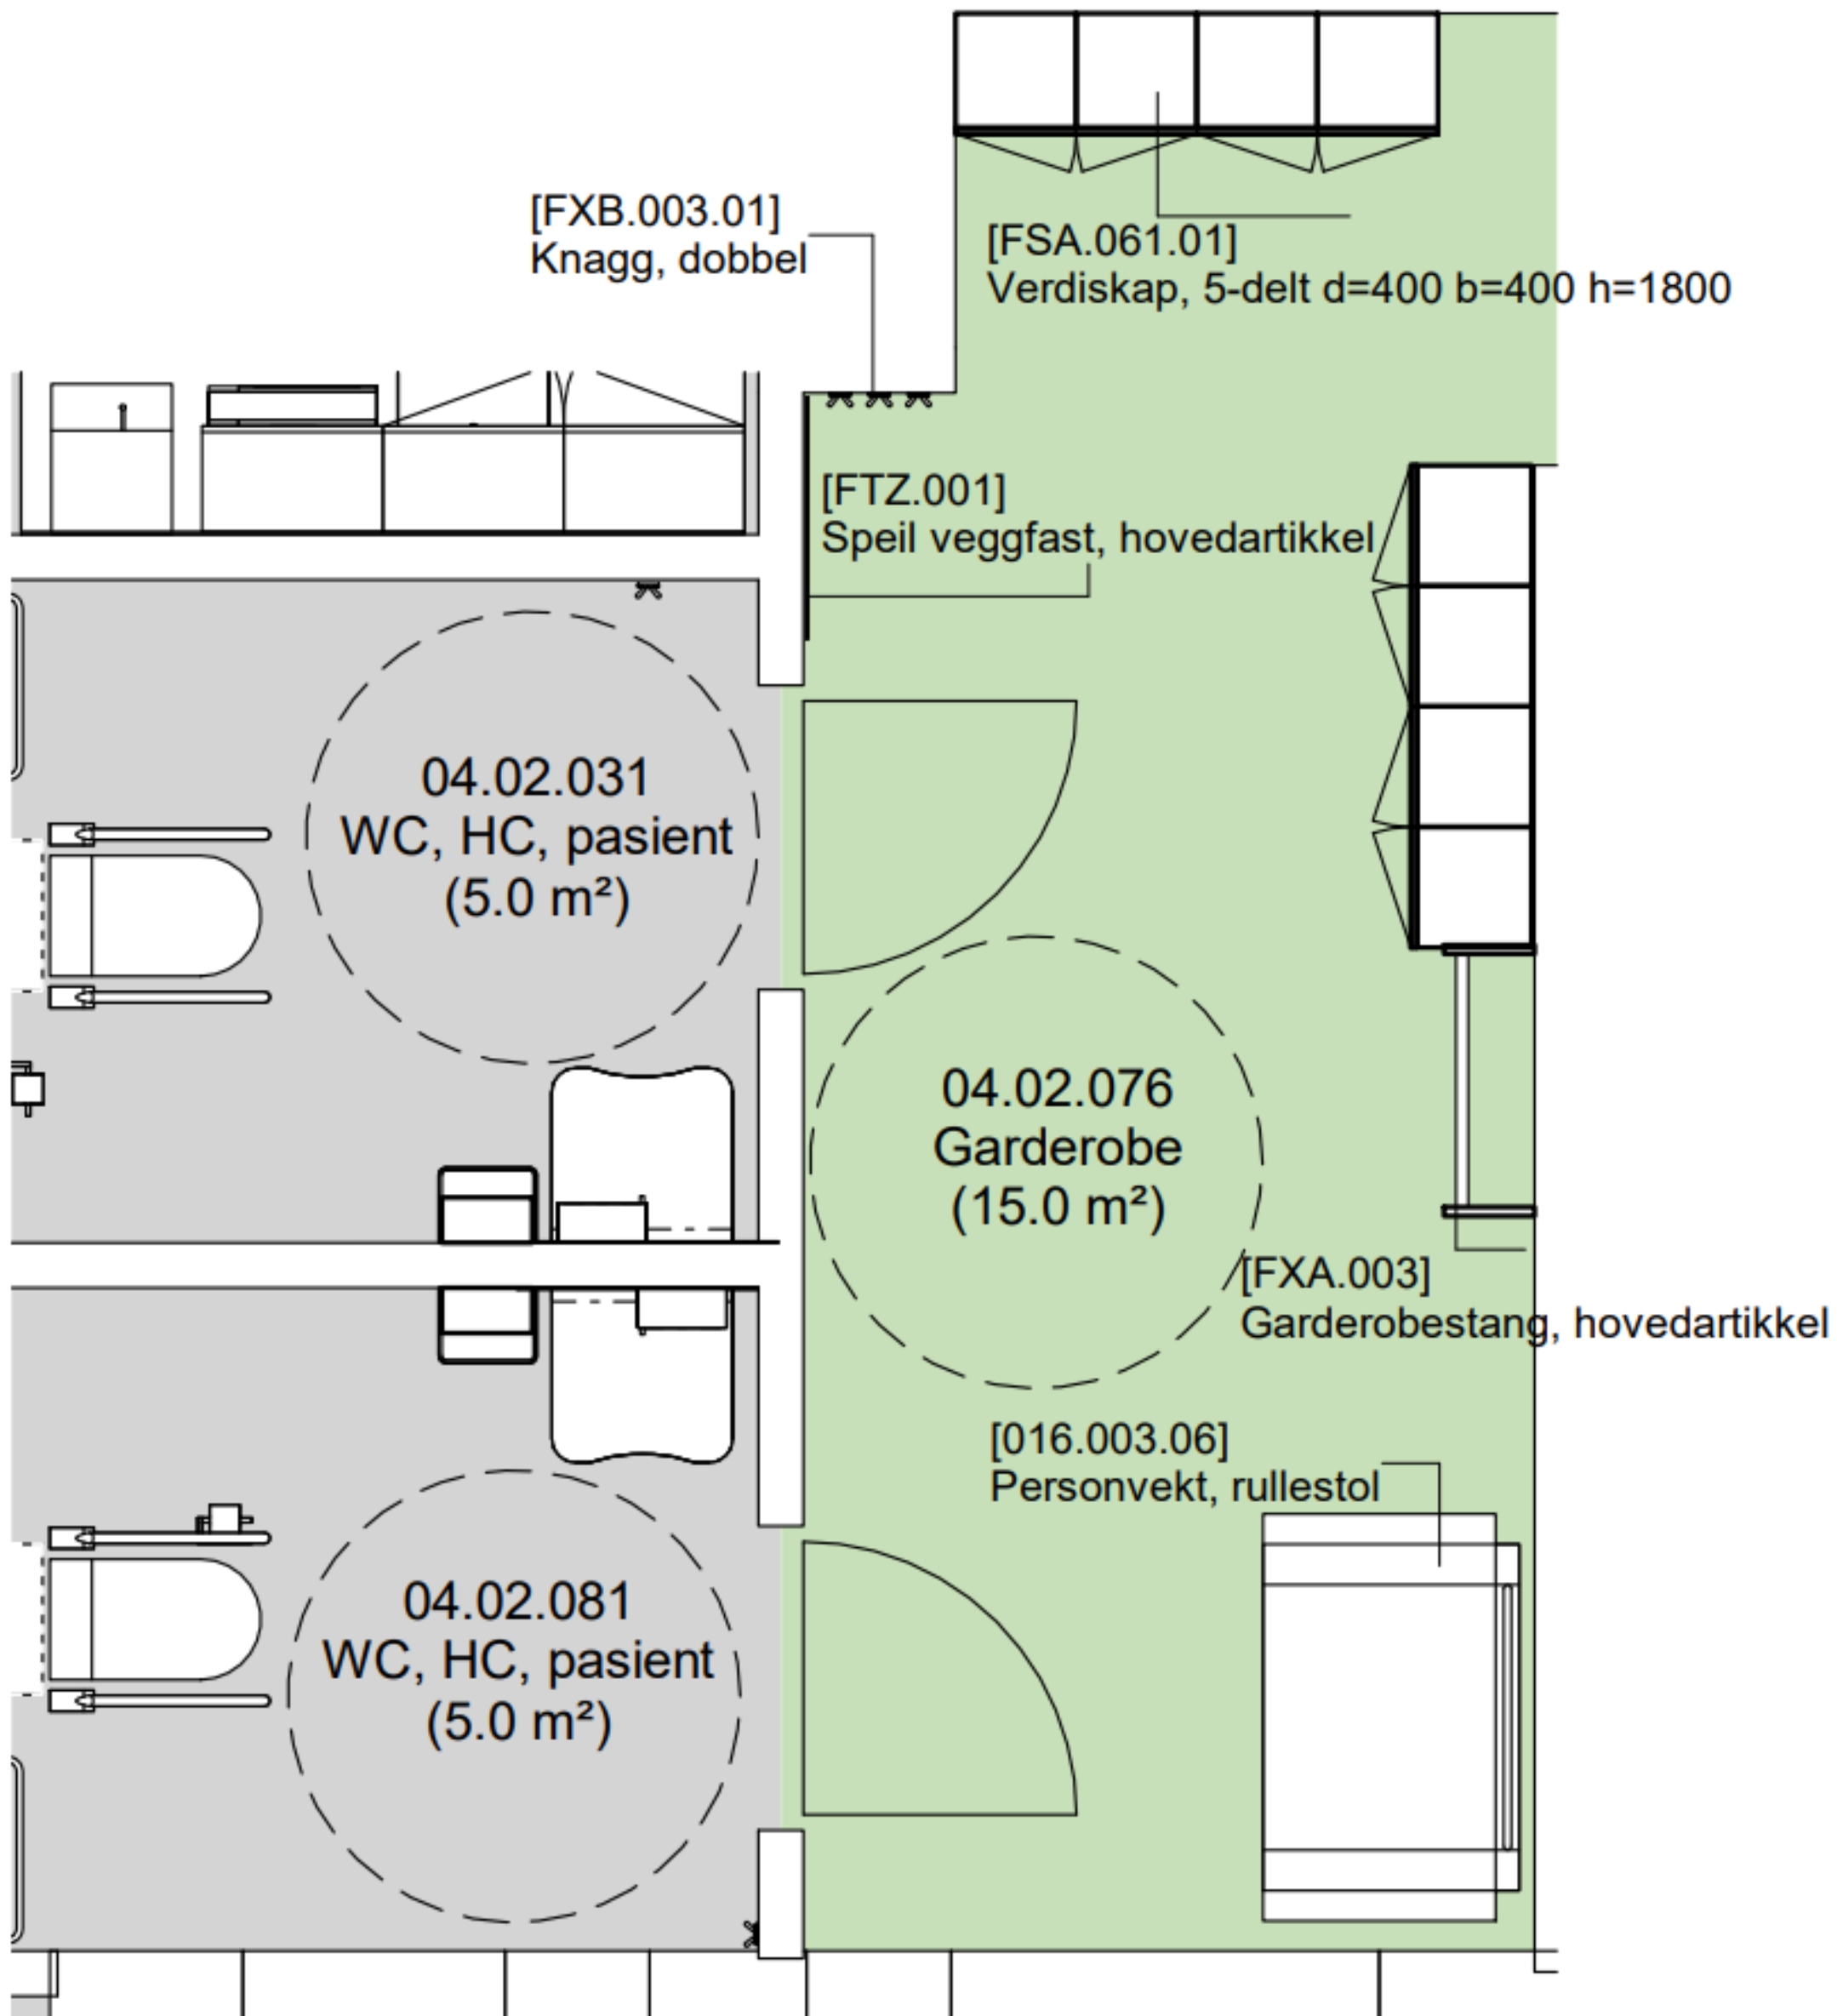 [FXB.003.01]
Knagg, dobbel
[FSA.061.01]
Verdiskap, 5-delt d=400 b=400 h=1800
[FTZ.001]
Speil veggfast, hovedartikkel
04.02.031
WC, HC, pasient
(5.0 m²)
04.02.076
Garderobe
(15.0 m²)
[FXA.003]
Garderobestang, hovedartikkel
[016.003.06]
Personvekt, rullestol
04.02.081
WC, HC, pasient
(5.0 m²)